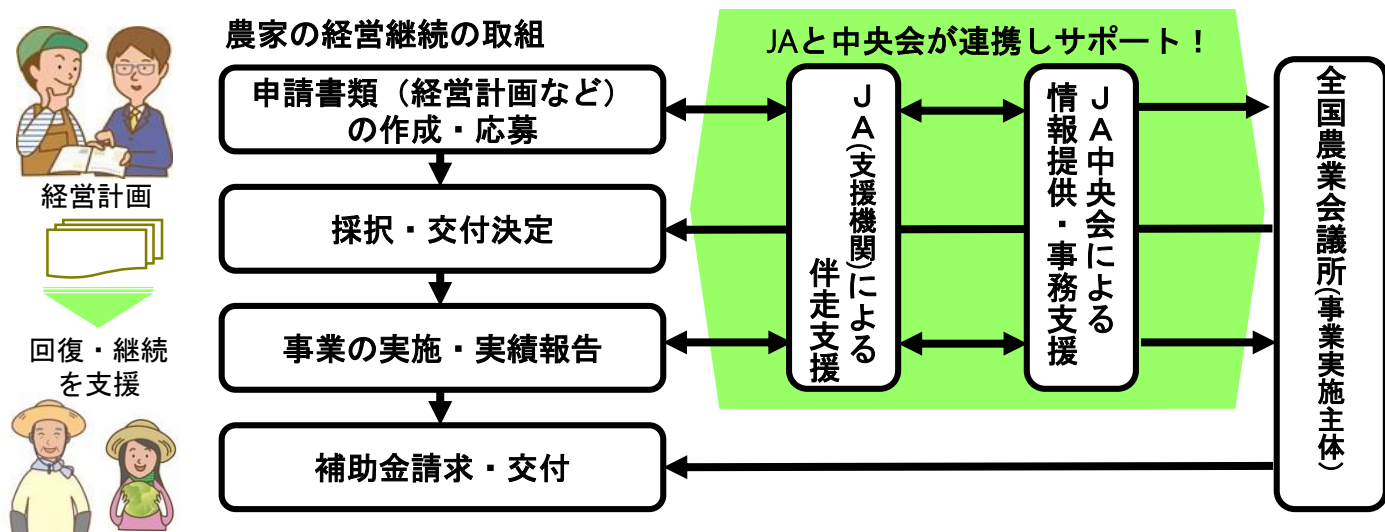 農家の経営継続の取組
JAと中央会が連携しサポート！
申請書類（経営計画など）
の作成・応募
採択・交付決定
事業の実施・実績報告
補助金請求・交付
ＪＡ(支援機関)による
伴走支援
ＪＡ中央会による
情報提供・事務支援
全国農業会議所(事業実施主体)
経営計画
回復・継続
を支援